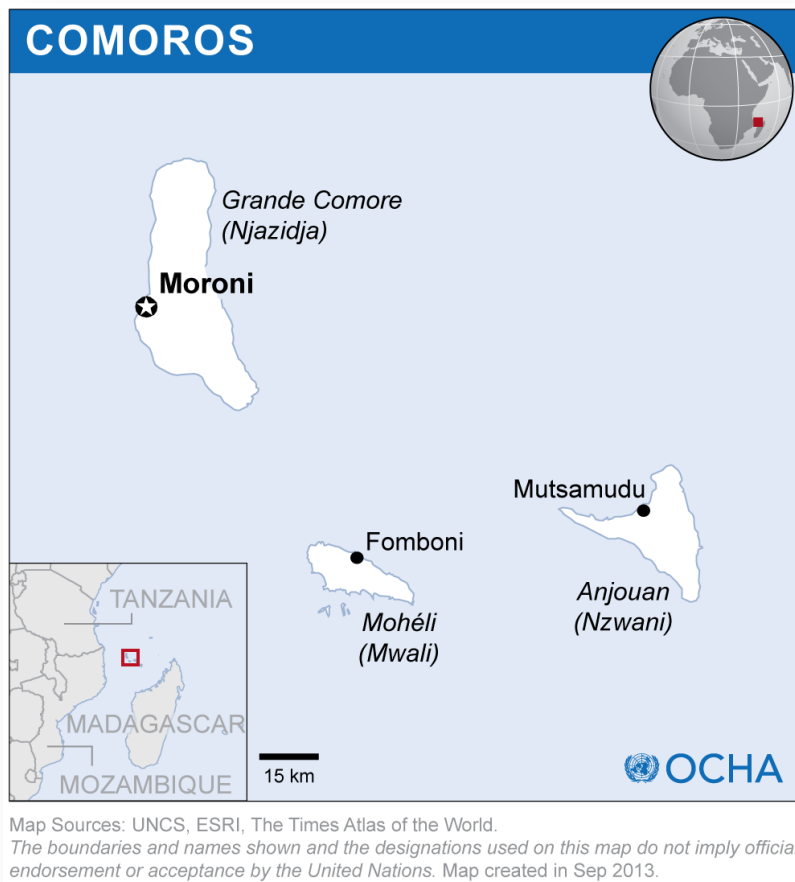 COMOROS
Grande Comore
(Njazidja)
Moroni
Mutsamudu
Fomboni
Anjouan
(Nzwani)
Mohéli
(Mwali)
TANZANIA
MADAGASCAR
MOZAMBIQUE
15 km
OCHA
Map Sources: UNCS, ESRI, The Times Atlas of the World.
The boundaries and names shown and the designations used on this map do not imply official
endorsement or acceptance by the United Nations. Map created in Sep 2013.